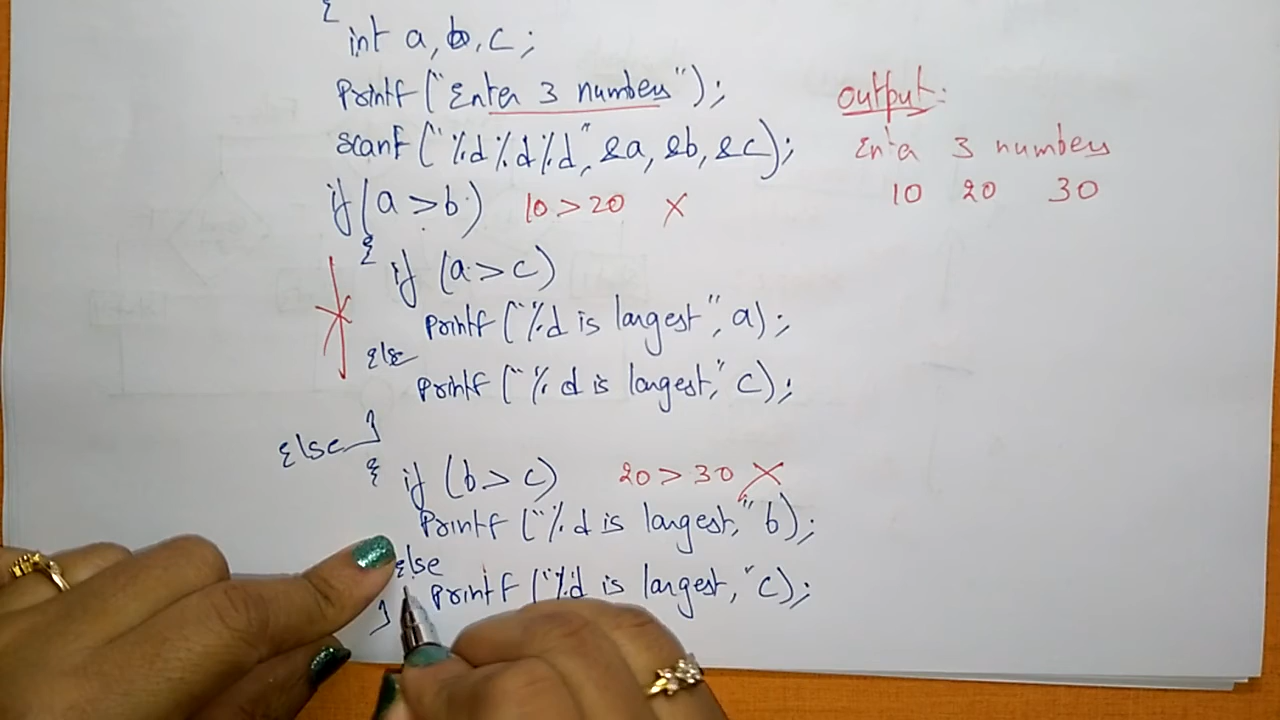 {
int a, b, c;
printf("Enter 3 numbers");
scanf("%d%d%d", &a, &b, &c);
if(a>b) 10>20 X
{ if (a>c)
printf("%d is largest", a);
else
printf("%d is largest," c);
}
else
{ if (b>c) 20>30 X
printf("%d is largest," b);
else
printf("%d is largest, "c);
}
output:
Enter 3 numbers
10 20 30